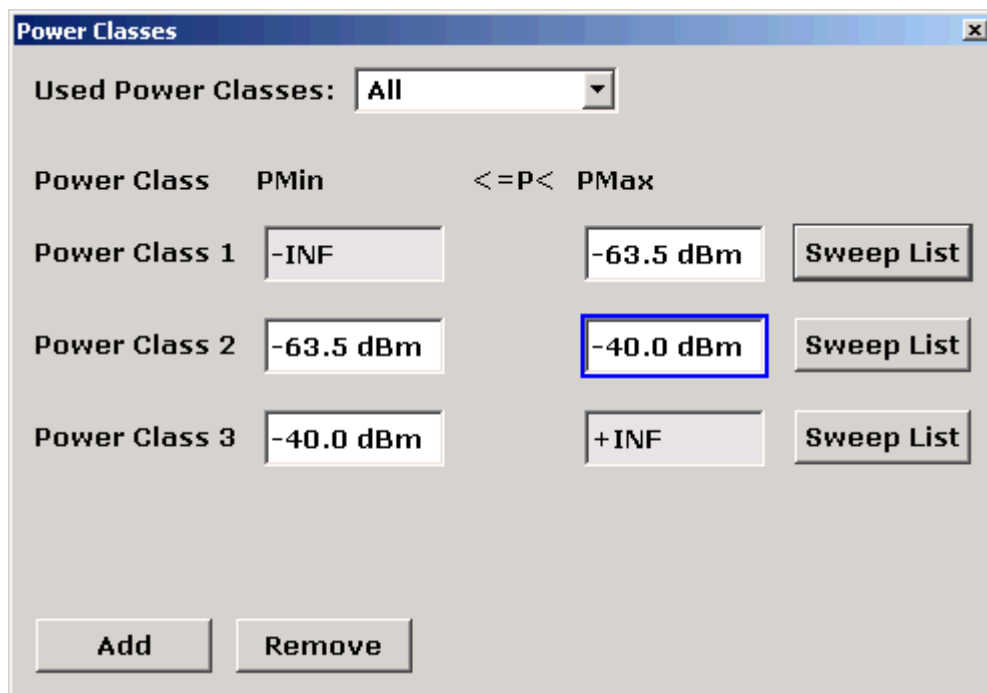 Power Classes
Used Power Classes: All
Power Class PMin <=P< PMax
Power Class 1 -INF -63.5 dBm Sweep List
Power Class 2 -63.5 dBm -40.0 dBm Sweep List
Power Class 3 -40.0 dBm +INF Sweep List
Add Remove